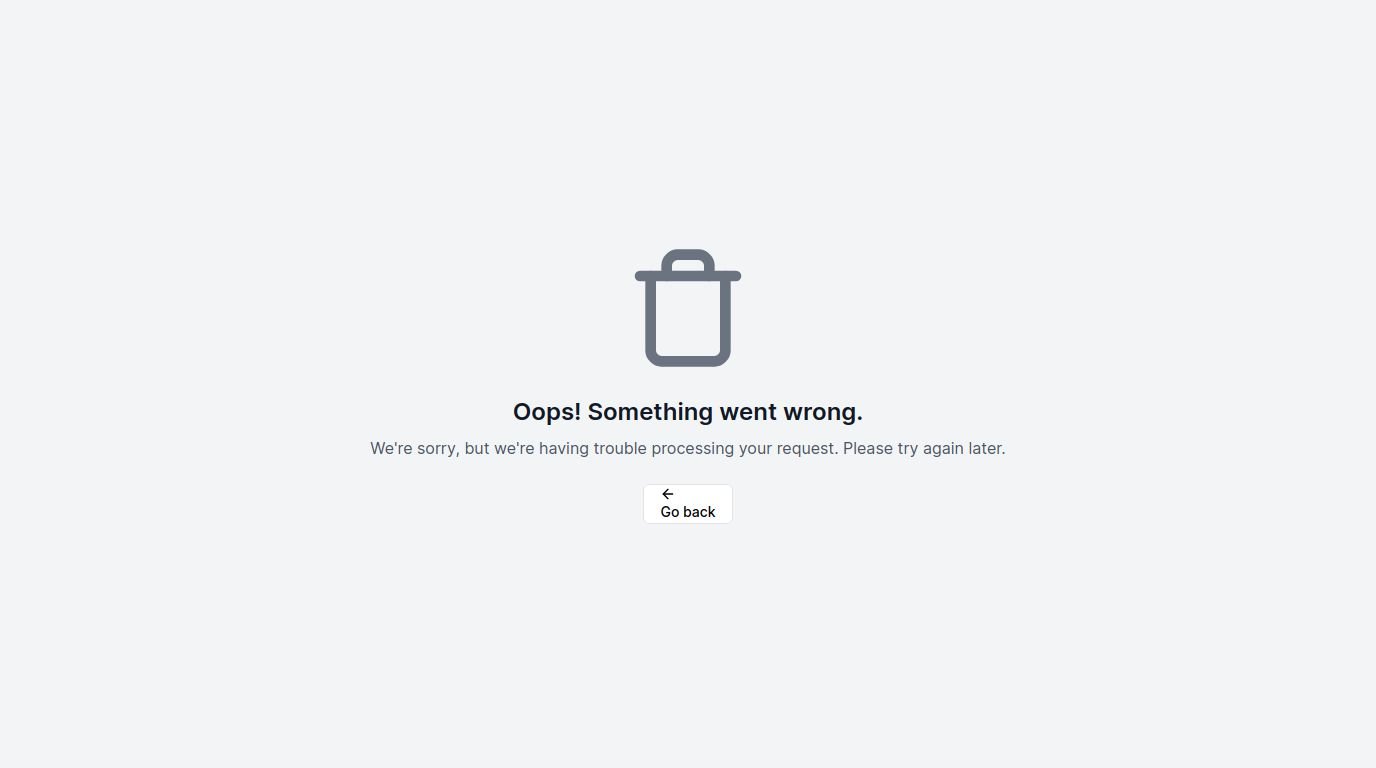 Oops! Something went wrong.
We're sorry, but we're having trouble processing your request. Please try again later.
Go back